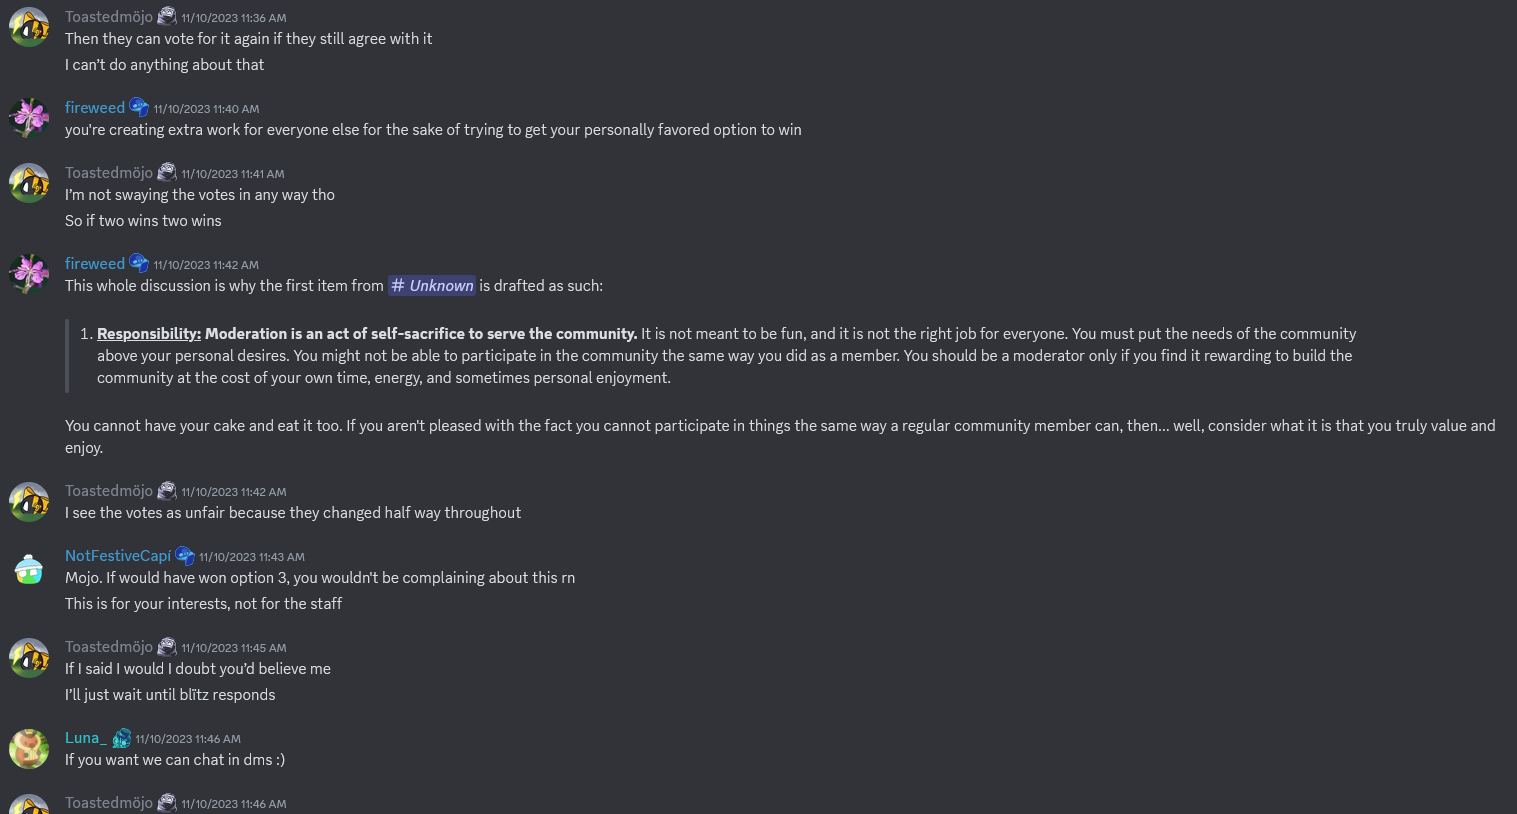 Toastedmöjo 11/10/2023 11:36 AM
Then they can vote for it again if they still agree with it
I can't do anything about that
fireweed 11/10/2023 11:40 AM
you're creating extra work for everyone else for the sake of trying to get your personally favored option to win
Toastedmöjo 11/10/2023 11:41 AM
I'm not swaying the votes in any way tho
So if two wins two wins
fireweed 11/10/2023 11:42 AM
This whole discussion is why the first item from # Unknown is drafted as such:
1. Responsibility: Moderation is an act of self-sacrifice to serve the community. It is not meant to be fun, and it is not the right job for everyone. You must put the needs of the community
above your personal desires. You might not be able to participate in the community the same way you did as a member. You should be a moderator only if you find it rewarding to build the
community at the cost of your own time, energy, and sometimes personal enjoyment.
You cannot have your cake and eat it too. If you aren't pleased with the fact you cannot participate in things the same way a regular community member can, then... well, consider what it is that you truly value and
enjoy.
Toastedmöjo 11/10/2023 11:42 AM
I see the votes as unfair because they changed half way throughout
NotFestiveCapí 11/10/2023 11:43 AM
Mojo. If would have won option 3, you wouldn't be complaining about this rn
This is for your interests, not for the staff
Toastedmöjo 11/10/2023 11:45 AM
If I said I would I doubt you'd believe me
I'll just wait until blïtz responds
Luna_ 11/10/2023 11:46 AM
If you want we can chat in dms :)
Toastedmöjo 11/10/2023 11:46 AM